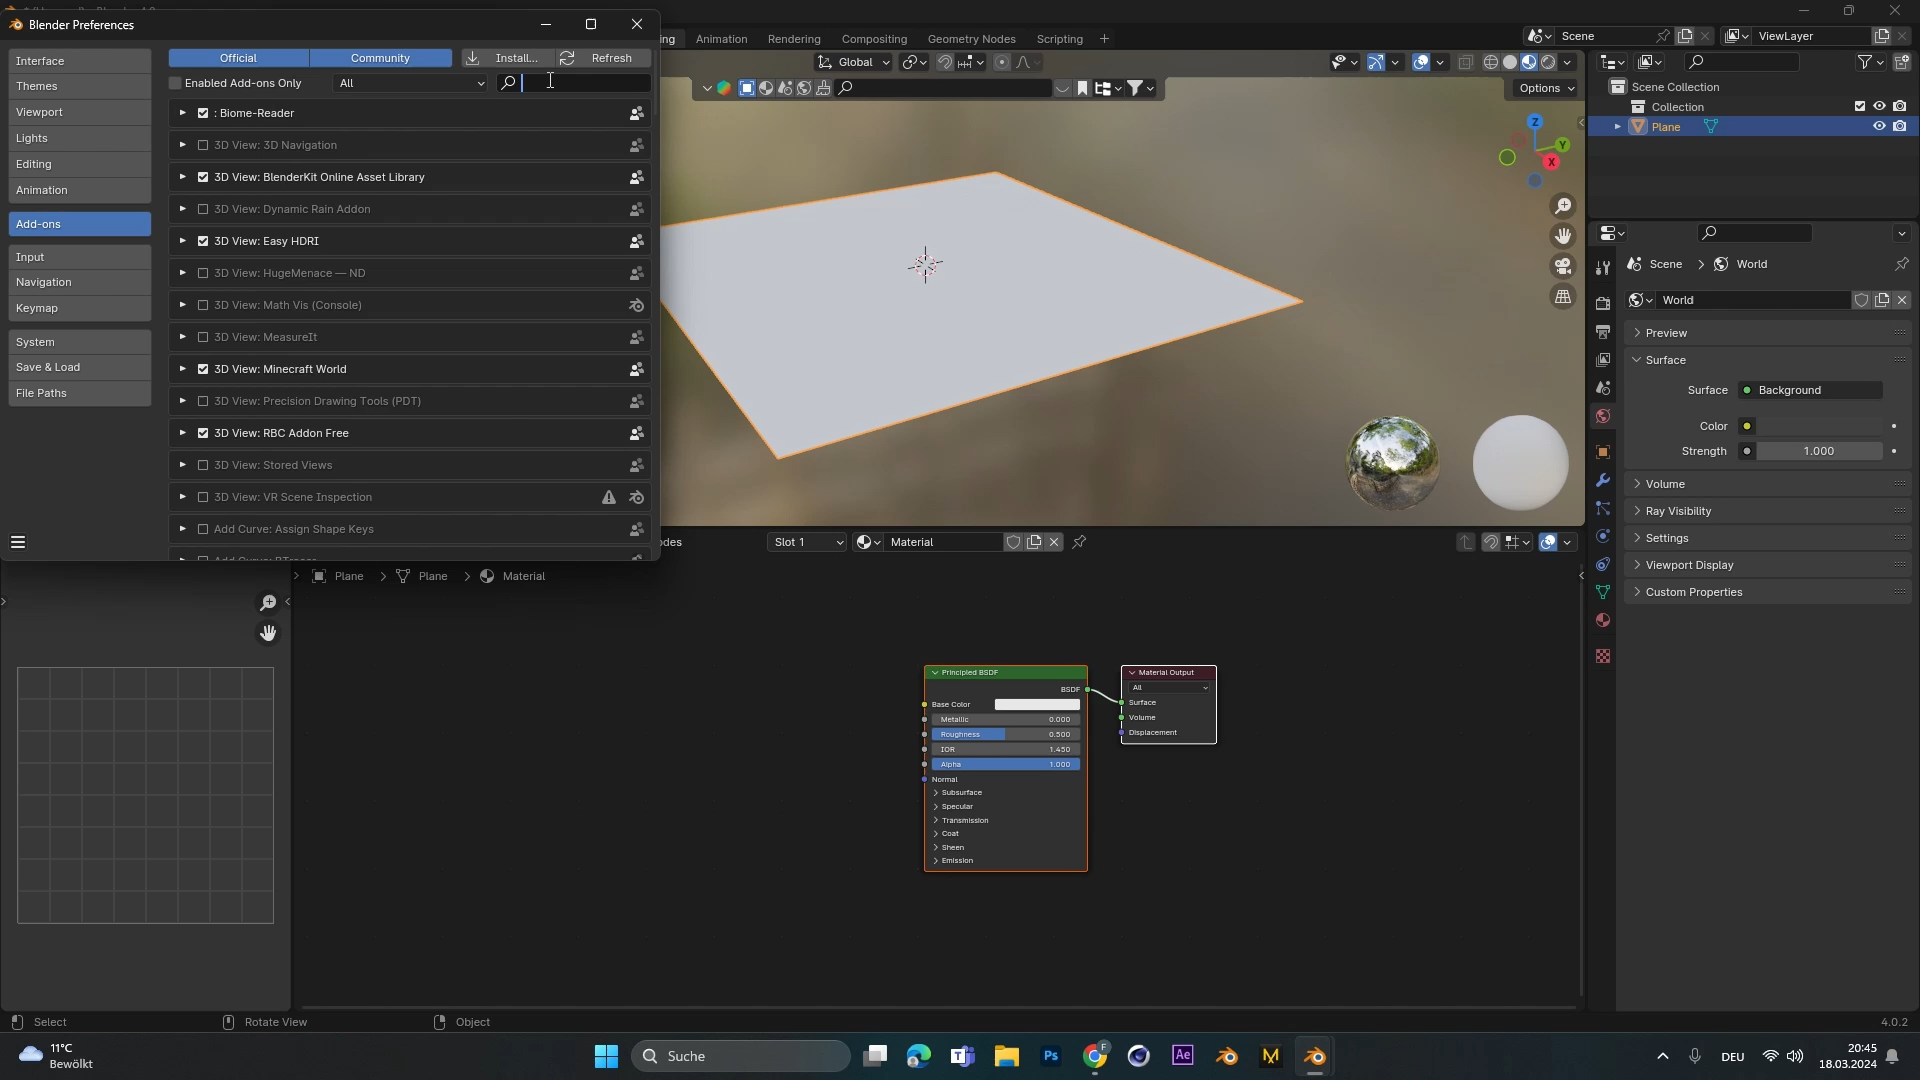 Blender Preferences
Interface
Themes
Viewport
Lights
Editing
Animation
Add-ons
Input
Navigation
Keymap
System
Save & Load
File Paths
Official
Community
Install...
Refresh
Enabled Add-ons Only
All
: Biome-Reader
3D View: 3D Navigation
3D View: BlenderKit Online Asset Library
3D View: Dynamic Rain Addon
3D View: Easy HDRI
3D View: HugeMenace — ND
3D View: Math Vis (Console)
3D View: MeasureIt
3D View: Minecraft World
3D View: Precision Drawing Tools (PDT)
3D View: RBC Addon Free
3D View: Stored Views
3D View: VR Scene Inspection
Add Curve: Assign Shape Keys
ing
Animation
Rendering
Compositing
Geometry Nodes
Scripting
Scene
ViewLayer
Global
Options
Z
Y
X
Scene Collection
Collection
Plane
Scene
World
World
Preview
Surface
Surface
Background
Color
Strength
1.000
Volume
Ray Visibility
Settings
Viewport Display
Custom Properties
odes
Slot 1
Material
Plane
Plane
Material
Principled BSDF
BSDF
Base Color
Metallic 0.000
Roughness 0.500
IOR 1.450
Alpha 1.000
Normal
Subsurface
Specular
Transmission
Coat
Sheen
Emission
Material Output
All
Surface
Volume
Displacement
Select
Rotate View
Object
4.0.2
11°C
Bewölkt
Suche
Ps
F
Ae
M
DEU
20:45
18.03.2024